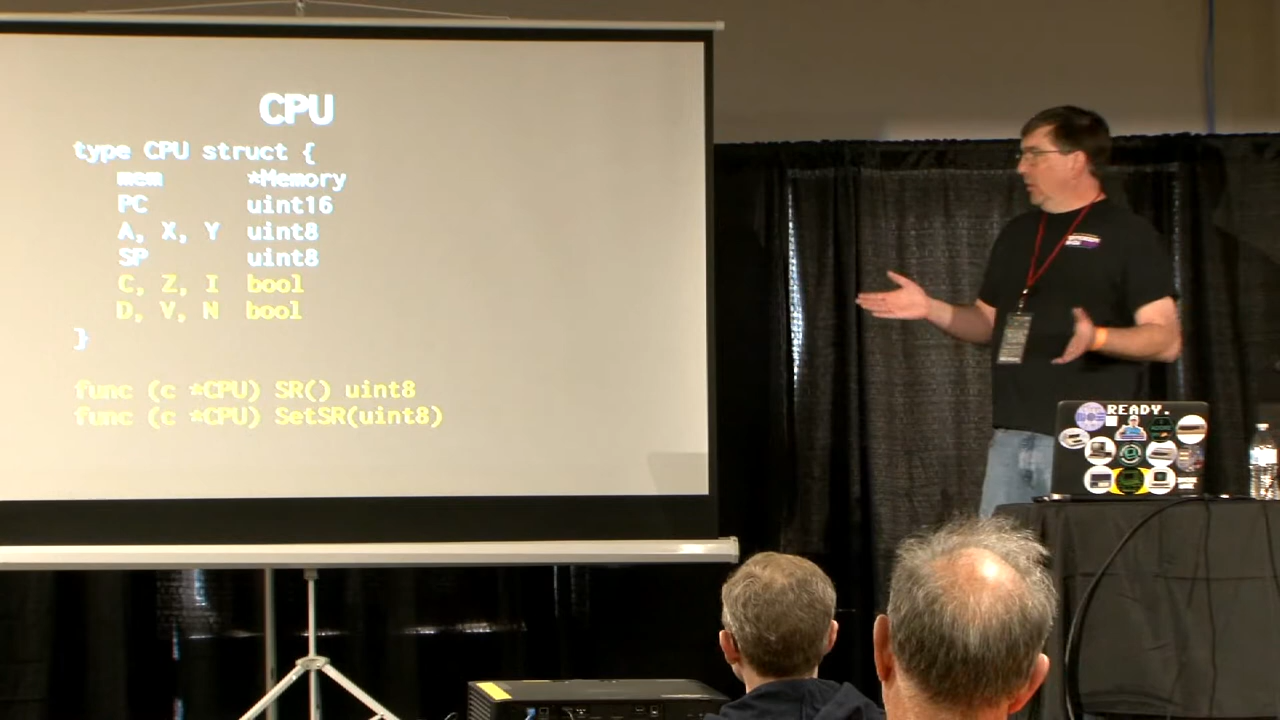 CPU
type CPU struct {
mem *Memory
PC uint16
A, X, Y uint8
SP uint8
C, Z, I bool
D, V, N bool
}
func (c *CPU) SR() uint8
func (c *CPU) SetSR(uint8)
READY.